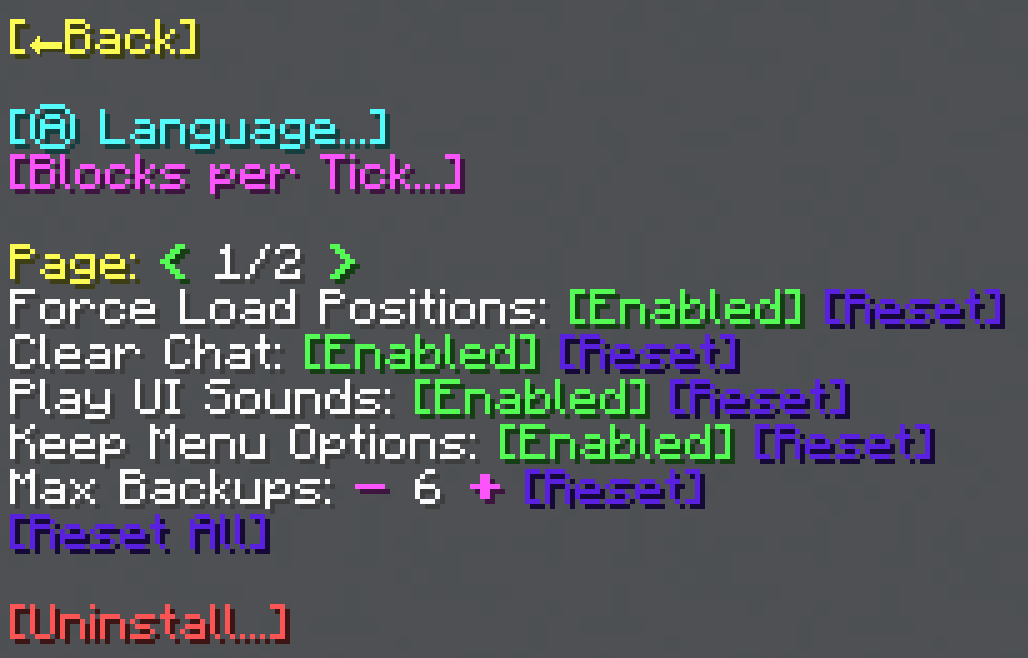 [←Back]
[Ⓐ Language...]
[Blocks per Tick...]
Page: < 1/2 >
Force Load Positions: [Enabled] [Reset]
Clear Chat: [Enabled] [Reset]
Play UI Sounds: [Enabled] [Reset]
Keep Menu Options: [Enabled] [Reset]
Max Backups: - 6 + [Reset]
[Reset All]
[Uninstall...]